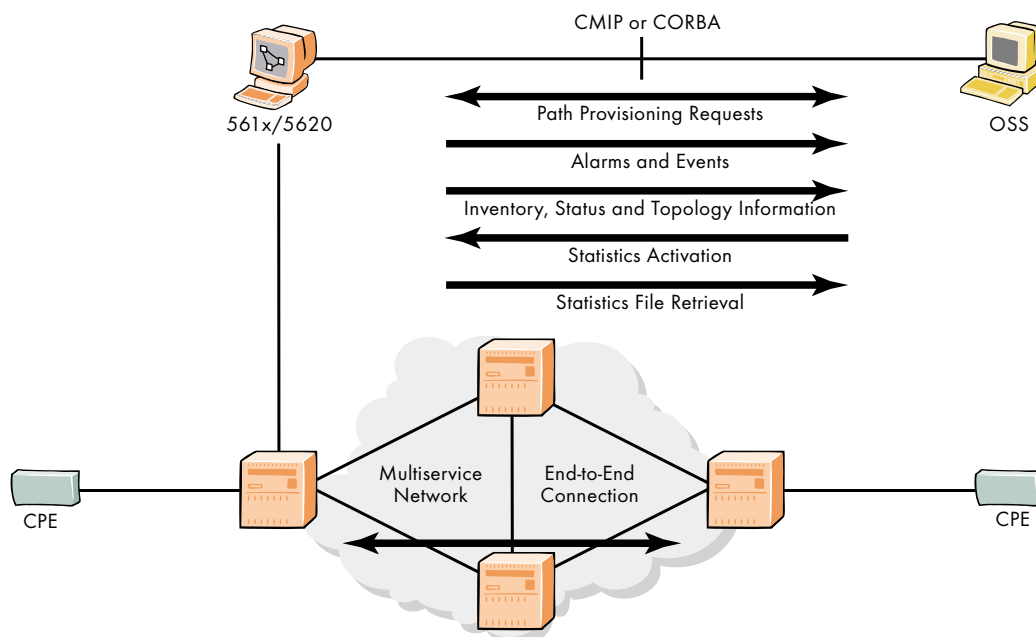 CMIP or CORBA
561x/5620
OSS
Path Provisioning Requests
Alarms and Events
Inventory, Status and Topology Information
Statistics Activation
Statistics File Retrieval
Multiservice
Network
End-to-End
Connection
CPE
CPE